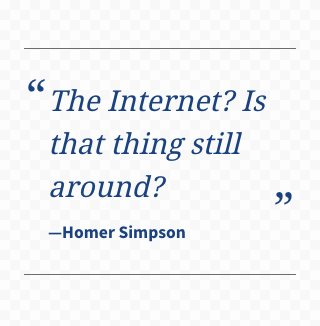 “ The Internet? Is
that thing still
around? ”
—Homer Simpson